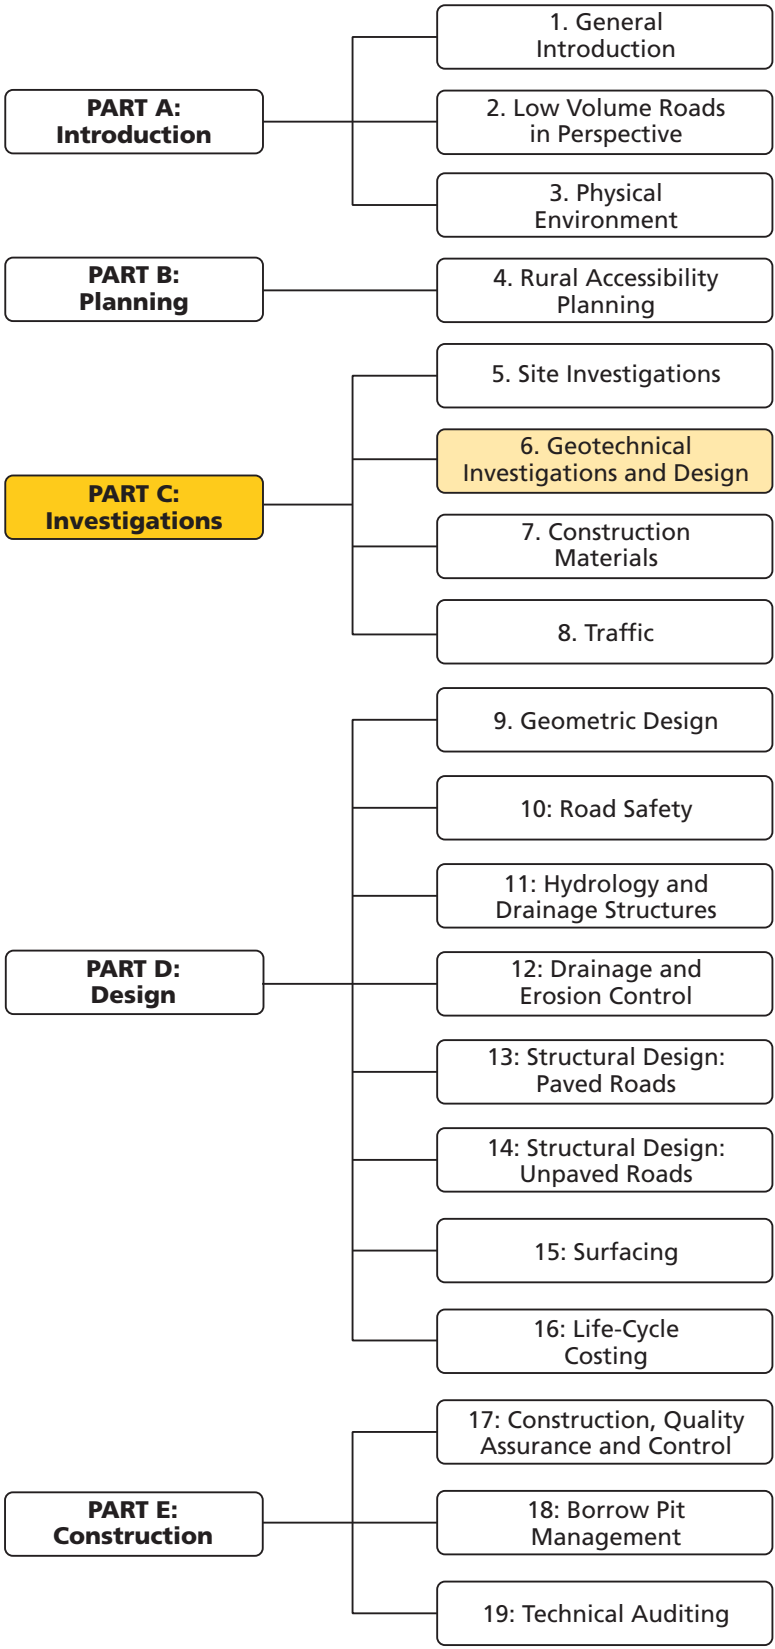 PART A:
Introduction
1. General
Introduction
2. Low Volume Roads
in Perspective
3. Physical
Environment
PART B:
Planning
4. Rural Accessibility
Planning
PART C:
Investigations
5. Site Investigations
6. Geotechnical
Investigations and Design
7. Construction
Materials
8. Traffic
PART D:
Design
9. Geometric Design
10: Road Safety
11: Hydrology and
Drainage Structures
12: Drainage and
Erosion Control
13: Structural Design:
Paved Roads
14: Structural Design:
Unpaved Roads
15: Surfacing
16: Life-Cycle
Costing
PART E:
Construction
17: Construction, Quality
Assurance and Control
18: Borrow Pit
Management
19: Technical Auditing